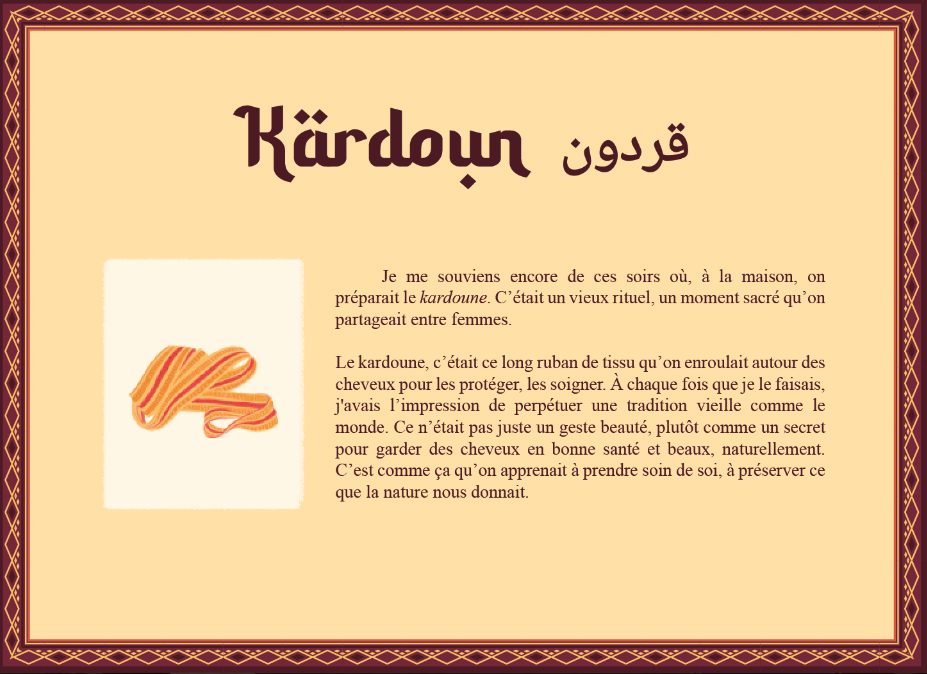 Kärdoun قردون
Je me souviens encore de ces soirs où, à la maison, on
préparait le kardoune. C’était un vieux rituel, un moment sacré qu’on
partageait entre femmes.
Le kardoune, c’était ce long ruban de tissu qu’on enroulait autour des
cheveux pour les protéger, les soigner. À chaque fois que je le faisais,
j'avais l’impression de perpétuer une tradition vieille comme le
monde. Ce n’était pas juste un geste beauté, plutôt comme un secret
pour garder des cheveux en bonne santé et beaux, naturellement.
C’est comme ça qu’on apprenait à prendre soin de soi, à préserver ce
que la nature nous donnait.